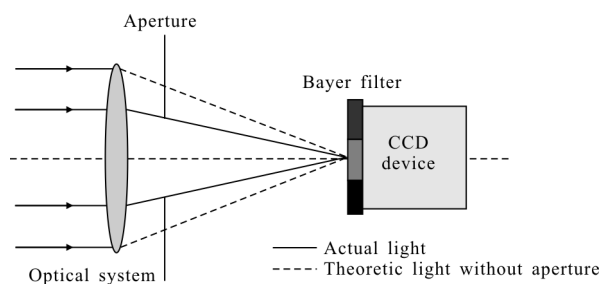 Aperture
Bayer filter
CCD
device
Actual light
Optical system
Theoretic light without aperture